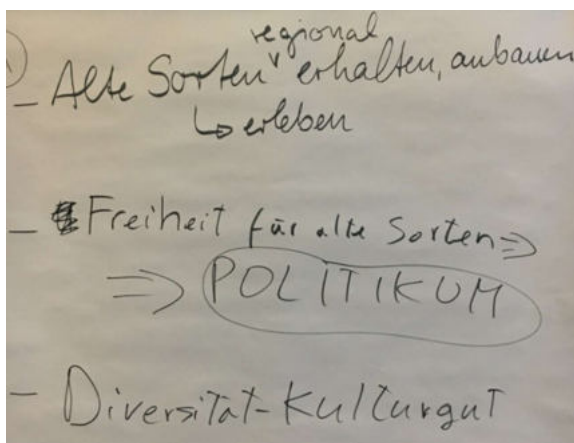 regional
- Alte Sorten erhalten, anbauen
↳ erleben
- Freiheit für alte Sorten ⇒
⇒ POLITIKUM
- Diversität-Kulturgut